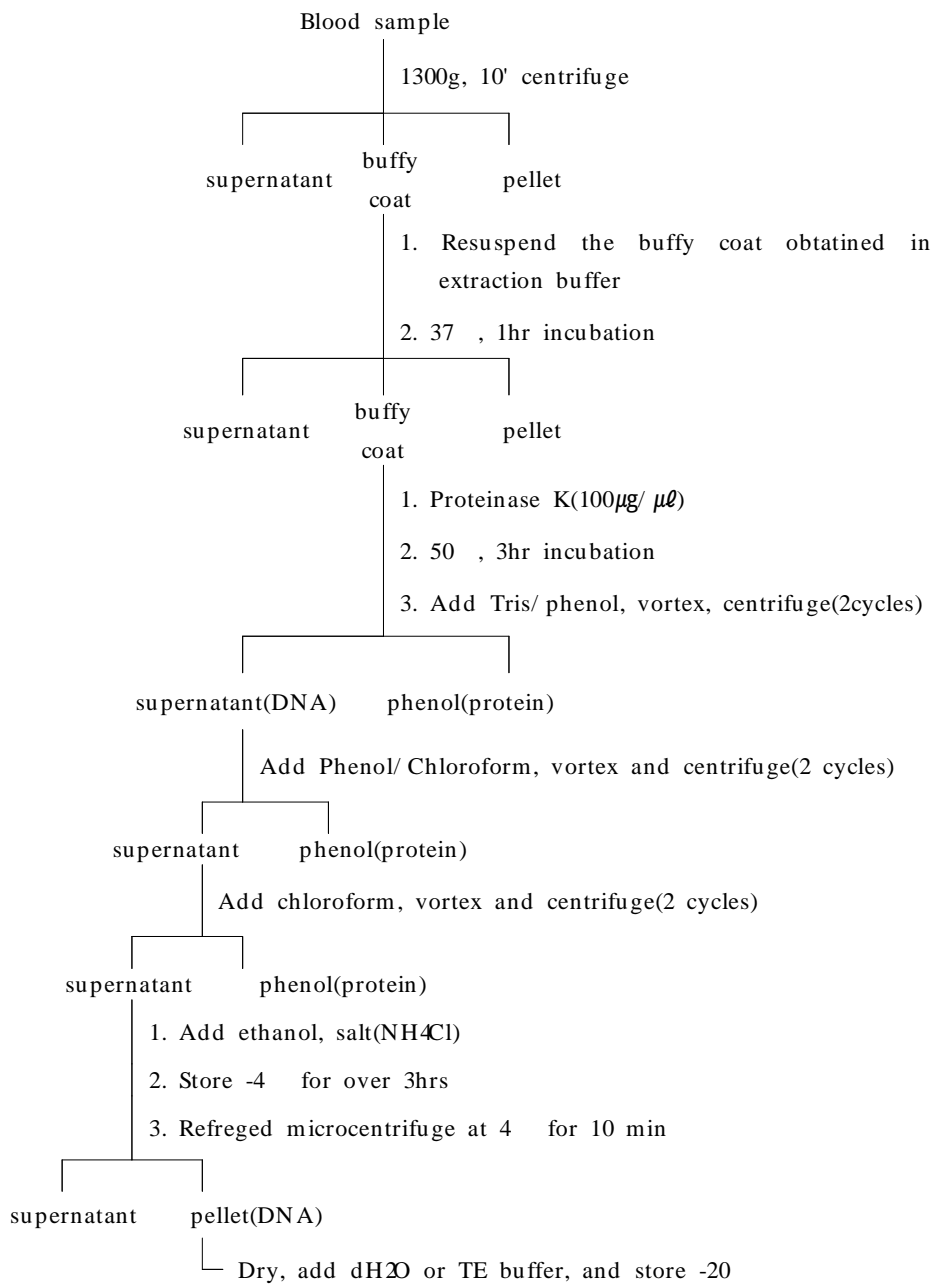 Blood sample
1300g, 10' centrifuge
supernatant
buffy
coat
pellet
1. Resuspend the buffy coat obtatined in
extraction buffer
2. 37 , 1hr incubation
supernatant
buffy
coat
pellet
1. Proteinase K(100㎍/㎕)
2. 50 , 3hr incubation
3. Add Tris/phenol, vortex, centrifuge(2cycles)
supernatant(DNA) phenol(protein)
Add Phenol/Chloroform, vortex and centrifuge(2 cycles)
supernatant phenol(protein)
Add chloroform, vortex and centrifuge(2 cycles)
supernatant phenol(protein)
1. Add ethanol, salt(NH4Cl)
2. Store -4 for over 3hrs
3. Refreged microcentrifuge at 4 for 10 min
supernatant pellet(DNA)
Dry, add dH2O or TE buffer, and store -20